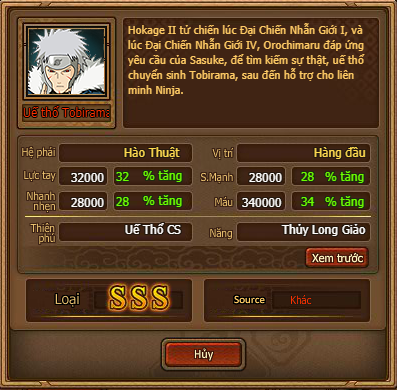 Hokage II tử chiến lúc Đại Chiến Nhẫn Giới I, và
lúc Đại Chiến Nhẫn Giới IV, Orochimaru đáp ứng
yêu cầu của Sasuke, để tìm kiếm sự thật, uế thổ
chuyển sinh Tobirama, sau đến hỗ trợ cho liên
minh Ninja.
Uế thổ Tobirama
Hệ phái Hào Thuật Vị trí Hàng đầu
Lực tay 32000 32 % tăng S.Mạnh 28000 28 % tăng
Nhanh nhẹn 28000 28 % tăng Máu 340000 34 % tăng
Thiên phú Uế Thổ CS Năng Thủy Long Giảo
Xem trước
Loại SSS Source Khác
Hủy